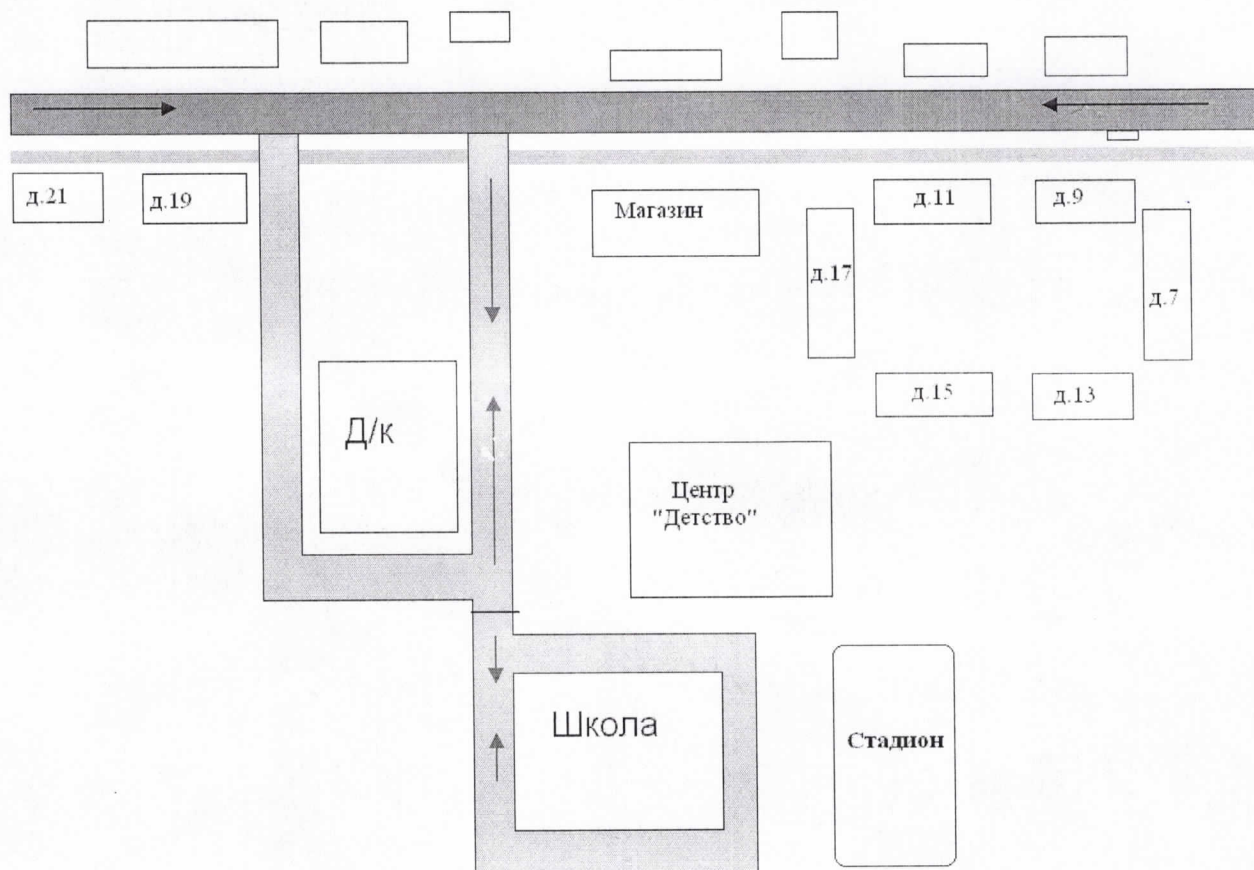 д.21
д.19
Магазин
д.11
д.9
д.17
д.7
д.15
д.13
Д/к
Центр
"Детство"
Школа
Стадион